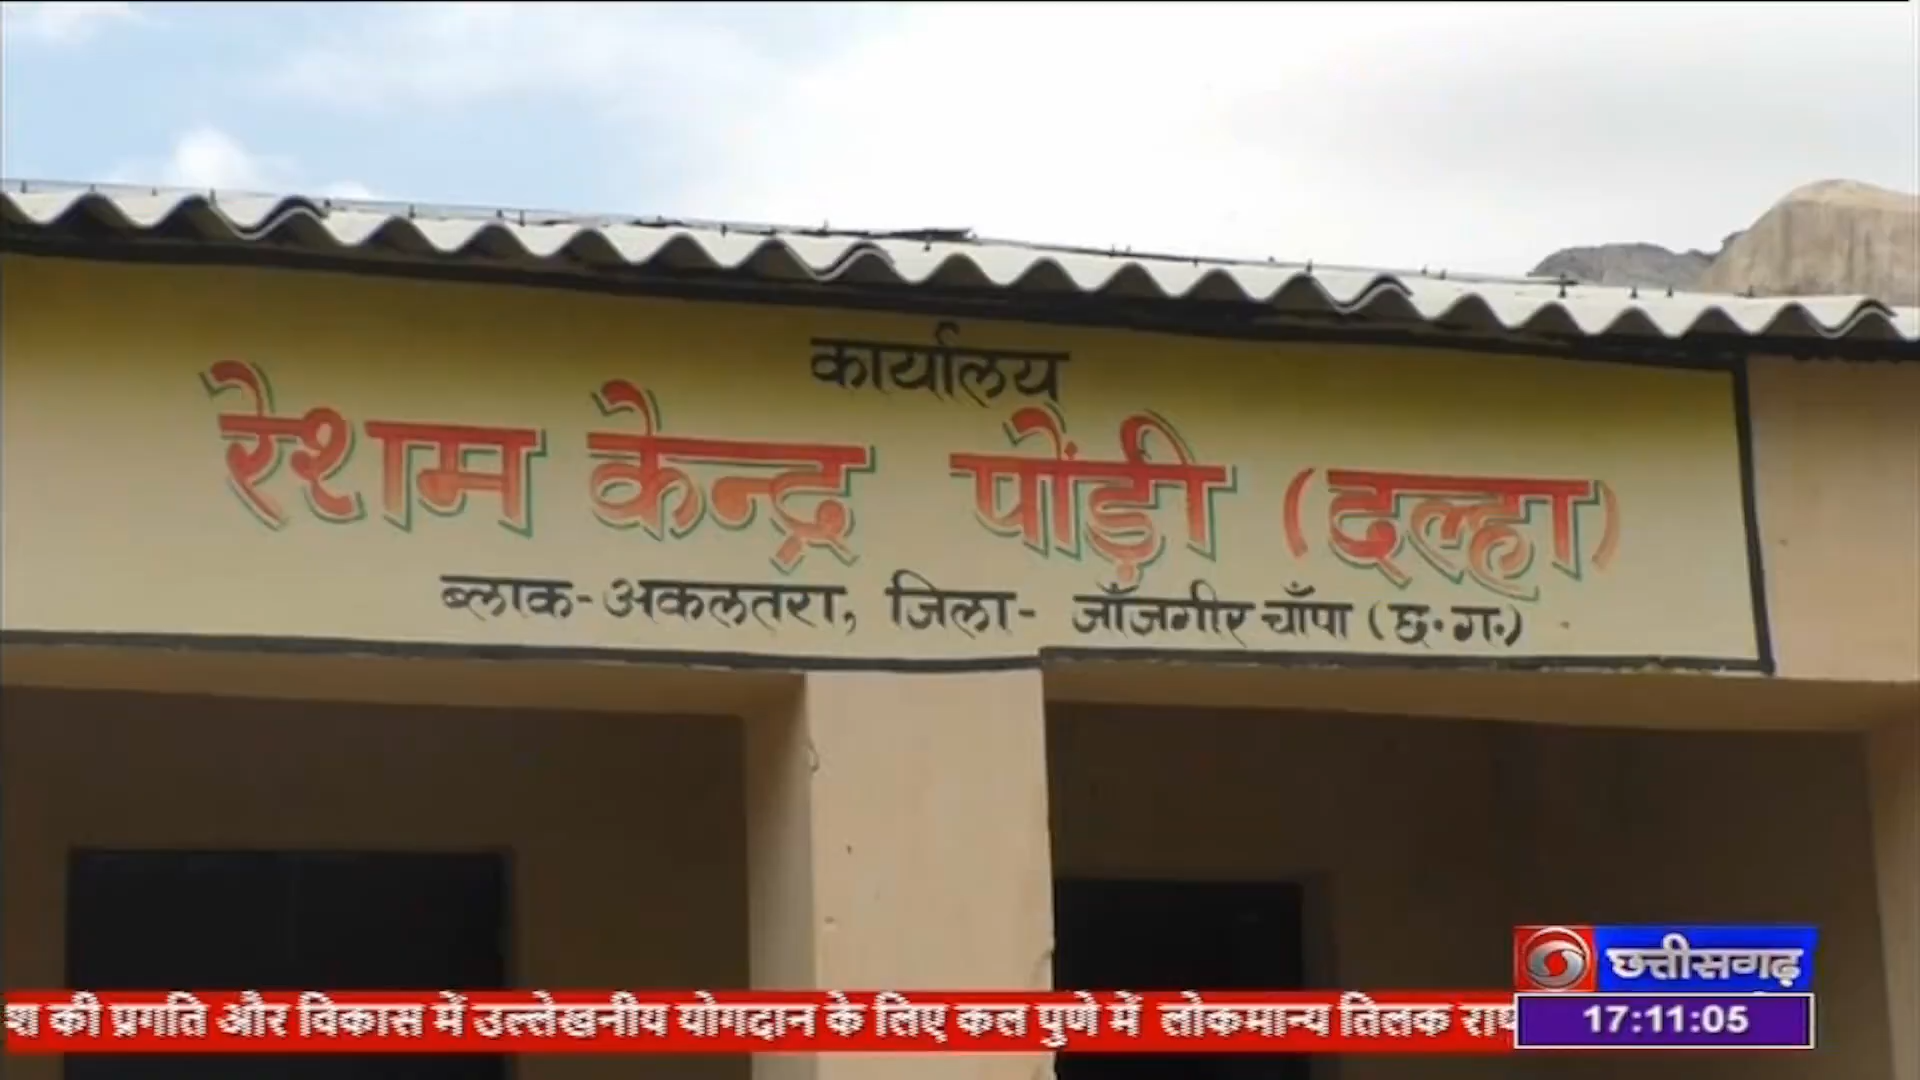 कार्यालय
रेशम केन्द्र पोंड़ी (दल्हा)
ब्लाक-अकलतरा, जिला- जाँजगीर चाँपा (छ.ग.)
छत्तीसगढ़
की प्रगति और विकास में उल्लेखनीय योगदान के लिए कल पुणे में लोकमान्य तिलक
17:11:05